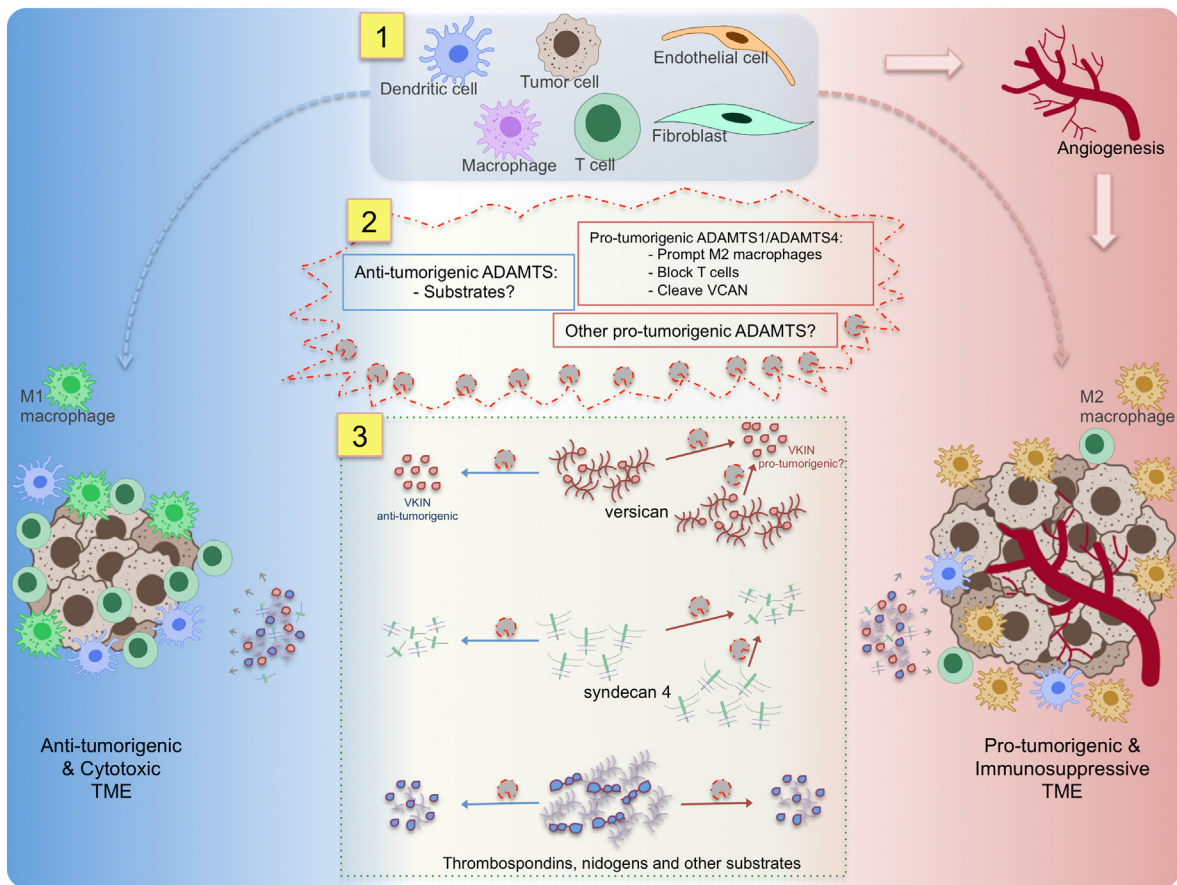 1
Dendritic cell
Tumor cell
Endothelial cell
Macrophage
T cell
Fibroblast
Angiogenesis
2
Anti-tumorigenic ADAMTS:
- Substrates?
Pro-tumorigenic ADAMTS1/ADAMTS4:
- Prompt M2 macrophages
- Block T cells
- Cleave VCAN
Other pro-tumorigenic ADAMTS?
M1
macrophage
M2
macrophage
3
VKIN
anti-tumorigenic
versican
VKIN
pro-tumorigenic?
syndecan 4
Thrombospondins, nidogens and other substrates
Anti-tumorigenic
& Cytotoxic
TME
Pro-tumorigenic &
Immunosuppressive
TME